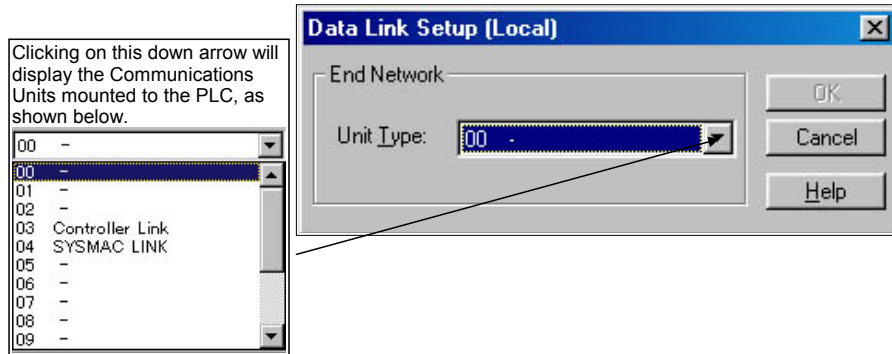 Clicking on this down arrow will
display the Communications
Units mounted to the PLC, as
shown below.
00 -
00 -
01 -
02 -
03 Controller Link
04 SYSMAC LINK
05 -
06 -
07 -
08 -
09 -
Data Link Setup (Local)
End Network
Unit Type: 00 -
OK
Cancel
Help